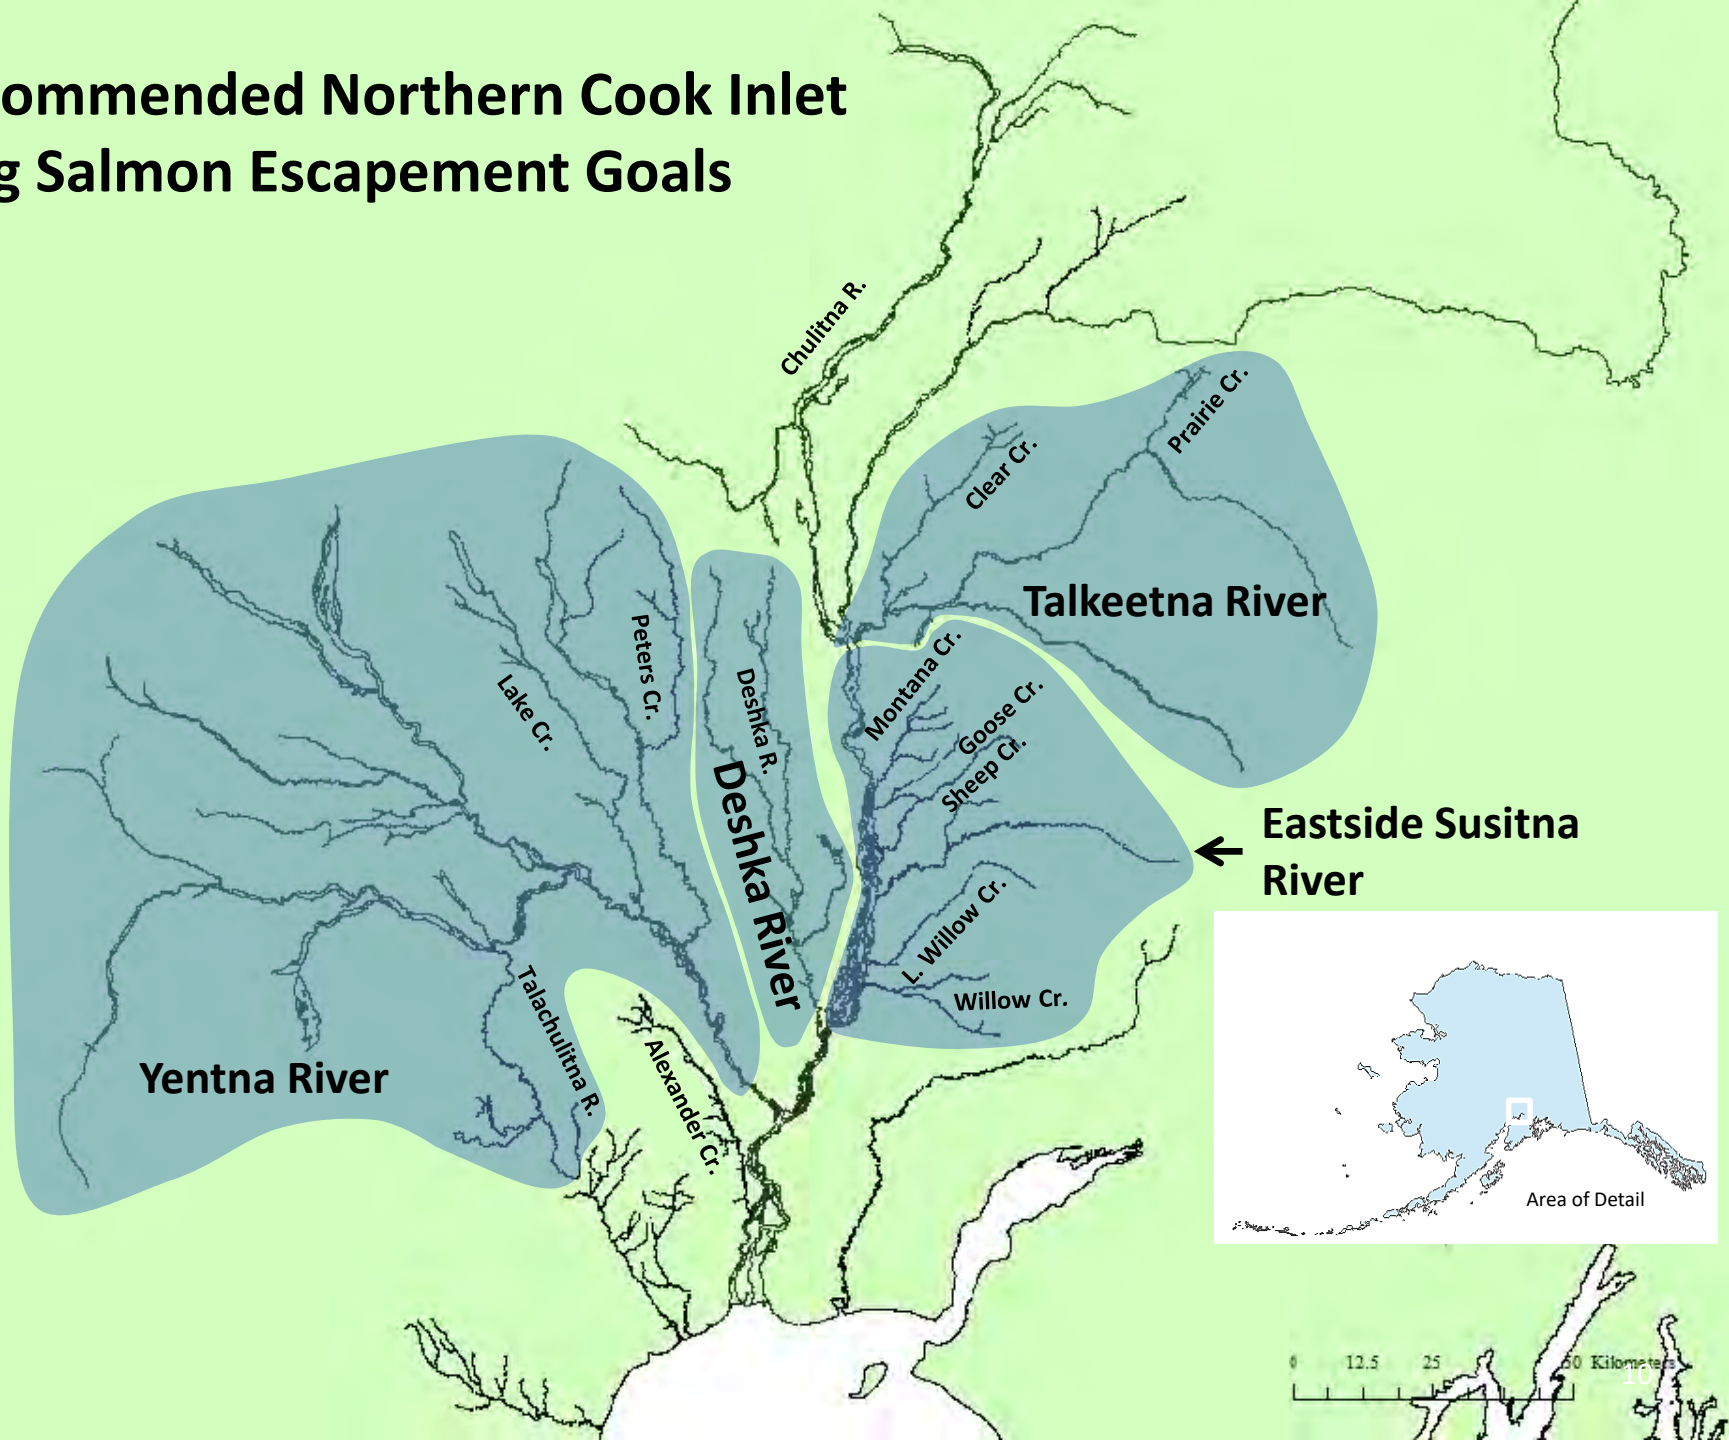 ommended Northern Cook Inlet
g Salmon Escapement Goals
Chulitna R.
Prairie Cr.
Clear Cr.
Talkeetna River
Peters Cr.
Lake Cr.
Deshka R.
Deshka River
Montana Cr.
Goose Cr.
Sheep Cr.
Eastside Susitna
River
L. Willow Cr.
Willow Cr.
Talachulitna R.
Yentna River
Alexander Cr.
Area of Detail
0 12.5 25 50 Kilometers
10